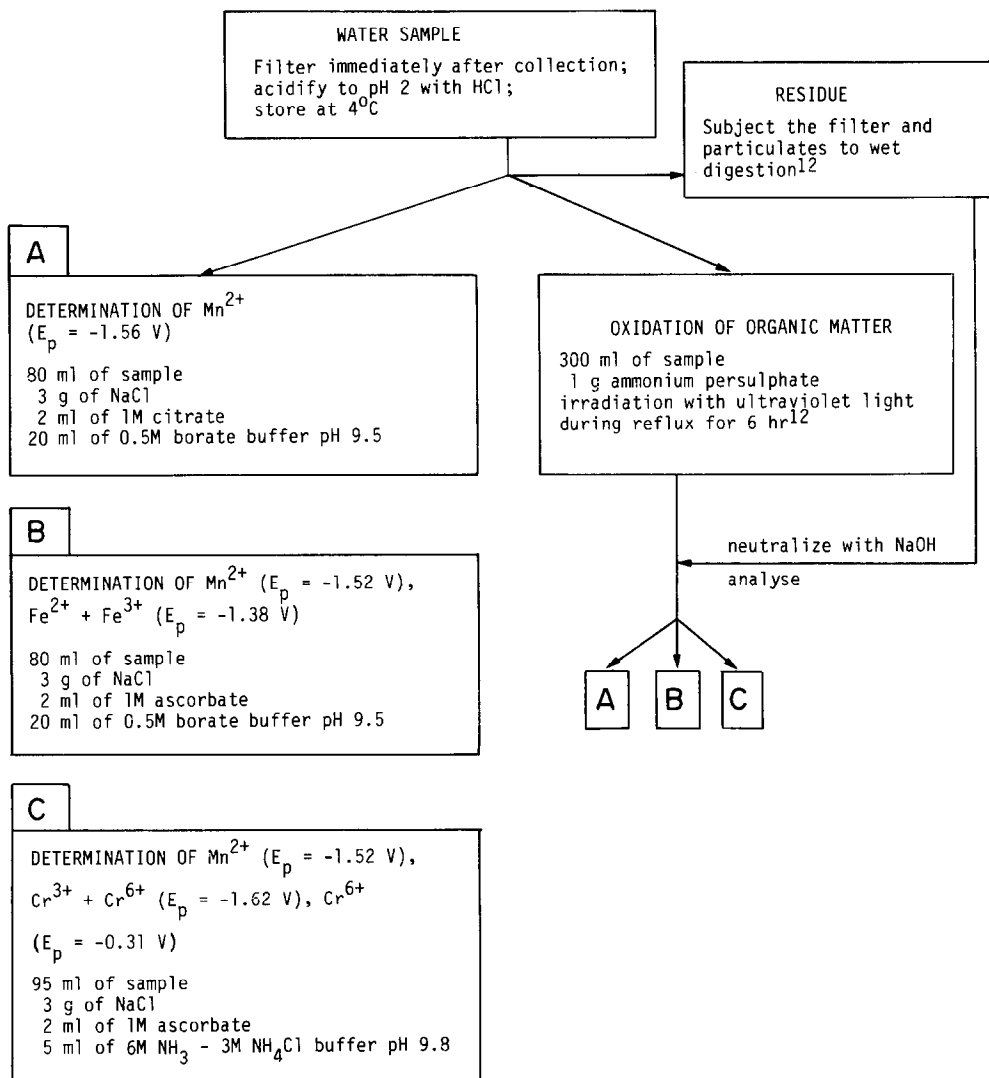 WATER SAMPLE
Filter immediately after collection;
acidify to pH 2 with HCl;
store at 4°C
RESIDUE
Subject the filter and
particulates to wet
digestion¹²
A
DETERMINATION OF Mn²⁺
(Eₚ = -1.56 V)
80 ml of sample
3 g of NaCl
2 ml of 1M citrate
20 ml of 0.5M borate buffer pH 9.5
OXIDATION OF ORGANIC MATTER
300 ml of sample
1 g ammonium persulphate
irradiation with ultraviolet light
during reflux for 6 hr¹²
B
DETERMINATION OF Mn²⁺ (Eₚ = -1.52 V),
Fe²⁺ + Fe³⁺ (Eₚ = -1.38 V)
80 ml of sample
3 g of NaCl
2 ml of 1M ascorbate
20 ml of 0.5M borate buffer pH 9.5
neutralize with NaOH
analyse
A B C
C
DETERMINATION OF Mn²⁺ (Eₚ = -1.52 V),
Cr³⁺ + Cr⁶⁺ (Eₚ = -1.62 V), Cr⁶⁺
(Eₚ = -0.31 V)
95 ml of sample
3 g of NaCl
2 ml of 1M ascorbate
5 ml of 6M NH₃ - 3M NH₄Cl buffer pH 9.8